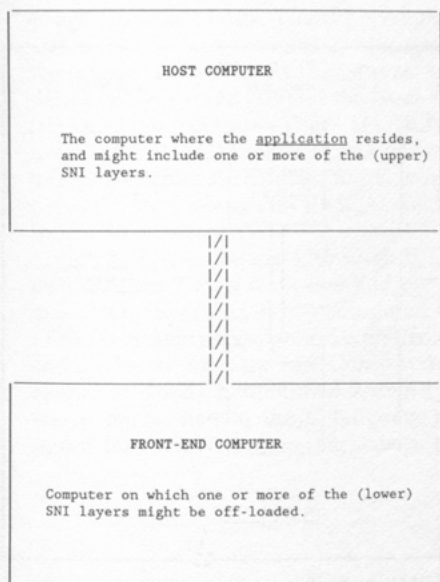 HOST COMPUTER
The computer where the application resides,
and might include one or more of the (upper)
SNI layers.
|/|
|/|
|/|
|/|
|/|
|/|
|/|
|/|
|/|
FRONT-END COMPUTER
Computer on which one or more of the (lower)
SNI layers might be off-loaded.